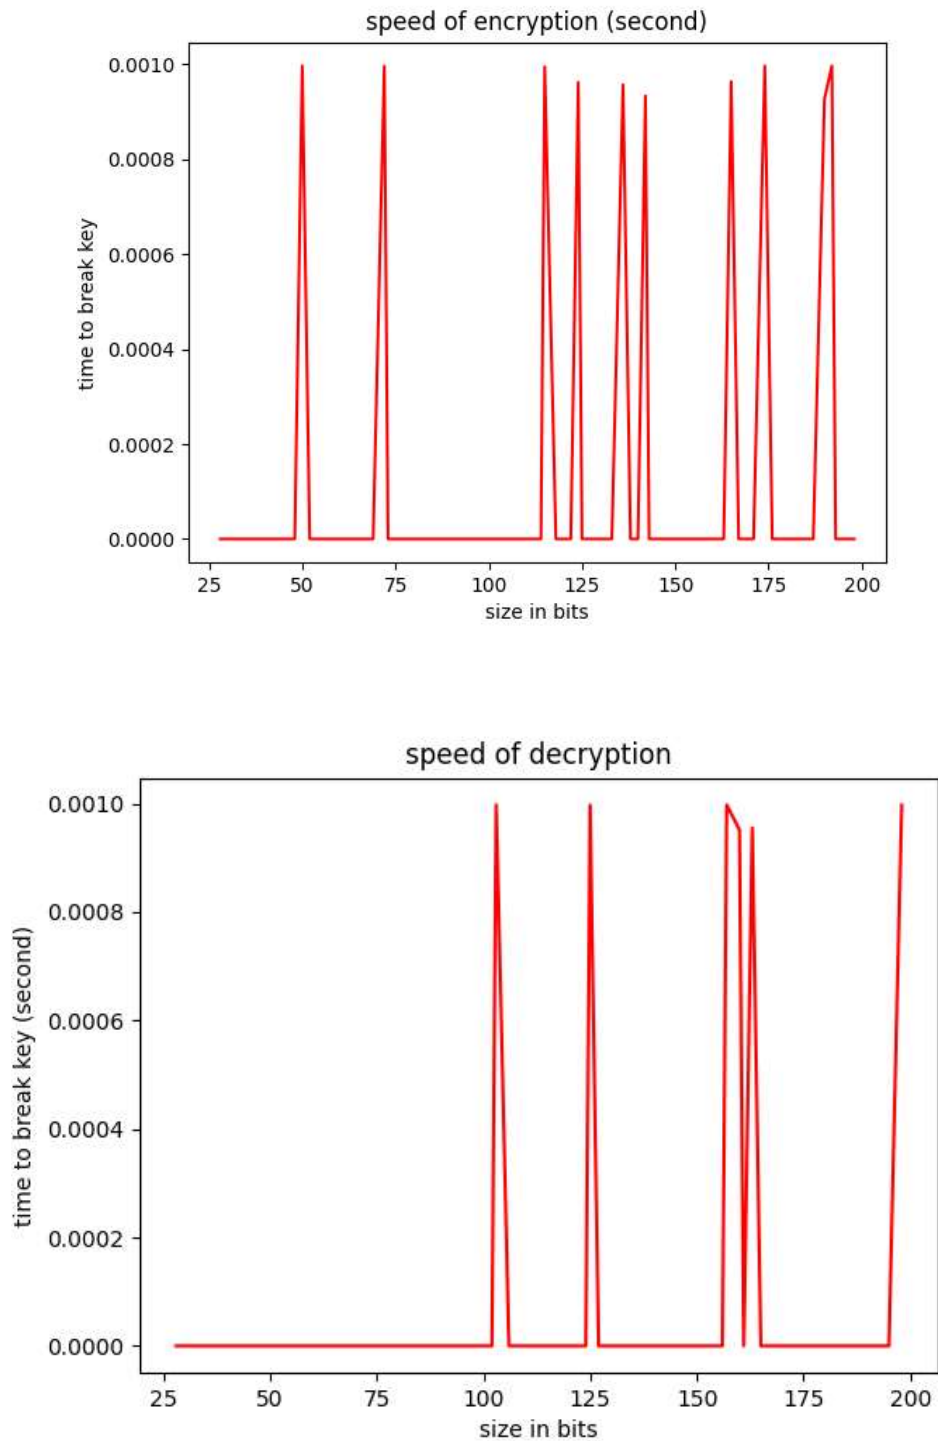 speed of encryption (second)
0.0010
0.0008
0.0006
0.0004
0.0002
0.0000
time to break key
25 50 75 100 125 150 175 200
size in bits
speed of decryption
0.0010
0.0008
0.0006
0.0004
0.0002
0.0000
time to break key (second)
25 50 75 100 125 150 175 200
size in bits